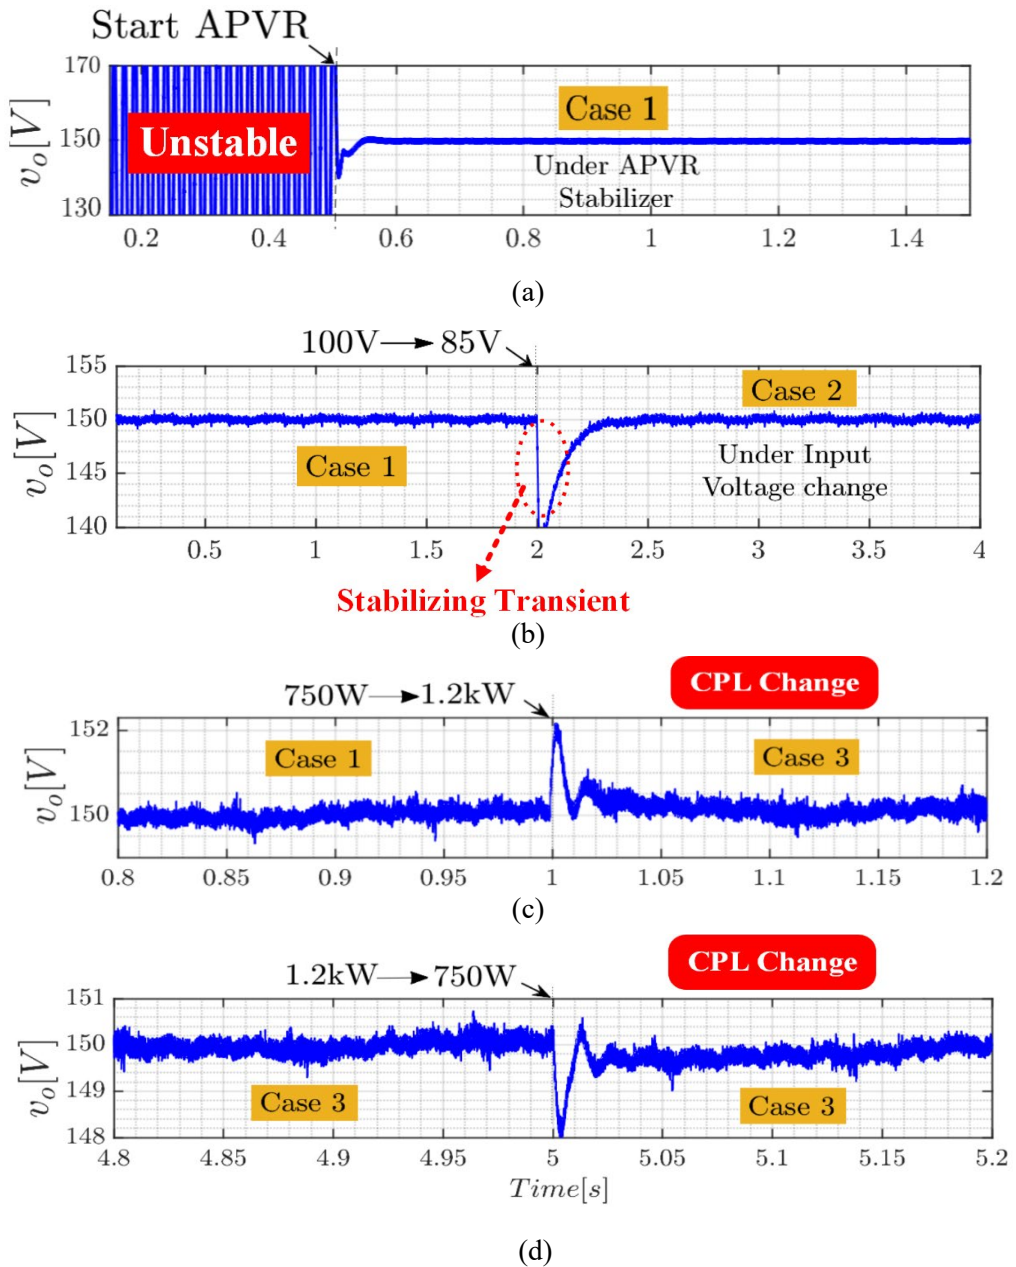 Start APVR
170
150
130
v_o[V]
Unstable
Case 1
Under APVR
Stabilizer
0.2 0.4 0.6 0.8 1 1.2 1.4
(a)
100V→85V
155
150
145
140
v_o[V]
Case 1
Case 2
Under Input
Voltage change
0.5 1 1.5 2 2.5 3 3.5 4
Stabilizing Transient
(b)
CPL Change
750W→1.2kW
152
150
v_o[V]
Case 1
Case 3
0.8 0.85 0.9 0.95 1 1.05 1.1 1.15 1.2
(c)
CPL Change
1.2kW→750W
151
150
149
148
v_o[V]
Case 3
Case 3
4.8 4.85 4.9 4.95 5 5.05 5.1 5.15 5.2
Time[s]
(d)